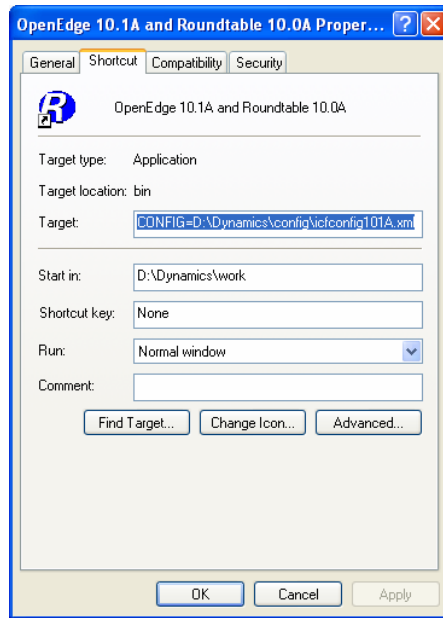 OpenEdge 10.1A and Roundtable 10.0A Proper...
General Shortcut Compatibility Security
OpenEdge 10.1A and Roundtable 10.0A
Target type: Application
Target location: bin
Target: CONFIG=D:\Dynamics\config\icfconfig101A.xml
Start in: D:\Dynamics\work
Shortcut key: None
Run: Normal window
Comment:
Find Target... Change Icon... Advanced...
OK Cancel Apply